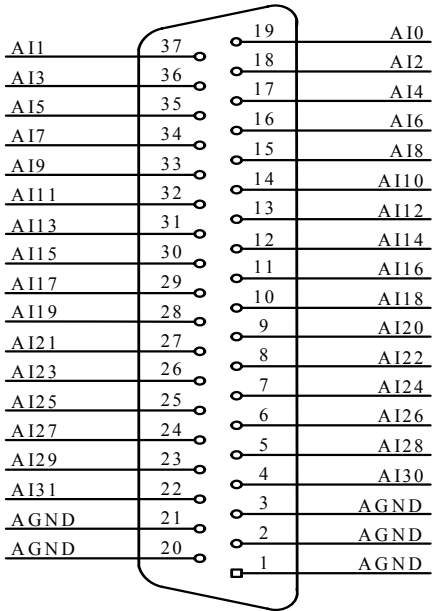 19 AI0
AI1 37
18 AI2
AI3 36
17 AI4
AI5 35
16 AI6
AI7 34
15 AI8
AI9 33
14 AI10
AI11 32
13 AI12
AI13 31
12 AI14
AI15 30
11 AI16
AI17 29
10 AI18
AI19 28
9 AI20
AI21 27
8 AI22
AI23 26
7 AI24
AI25 25
6 AI26
AI27 24
5 AI28
AI29 23
4 AI30
AI31 22
3 AGND
AGND 21
2 AGND
AGND 20
1 AGND